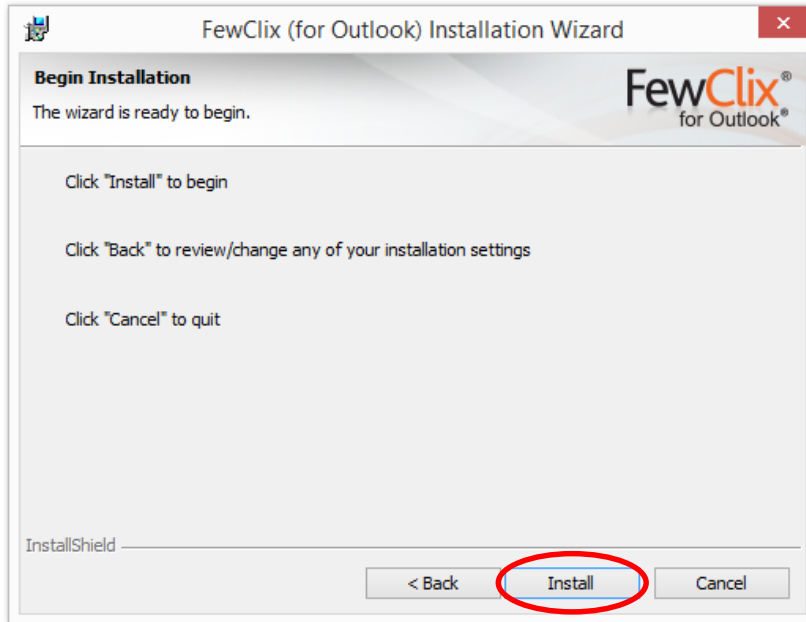 FewClix (for Outlook) Installation Wizard
Begin Installation
The wizard is ready to begin.
FewClix®
for Outlook®
Click "Install" to begin
Click "Back" to review/change any of your installation settings
Click "Cancel" to quit
InstallShield
< Back
Install
Cancel